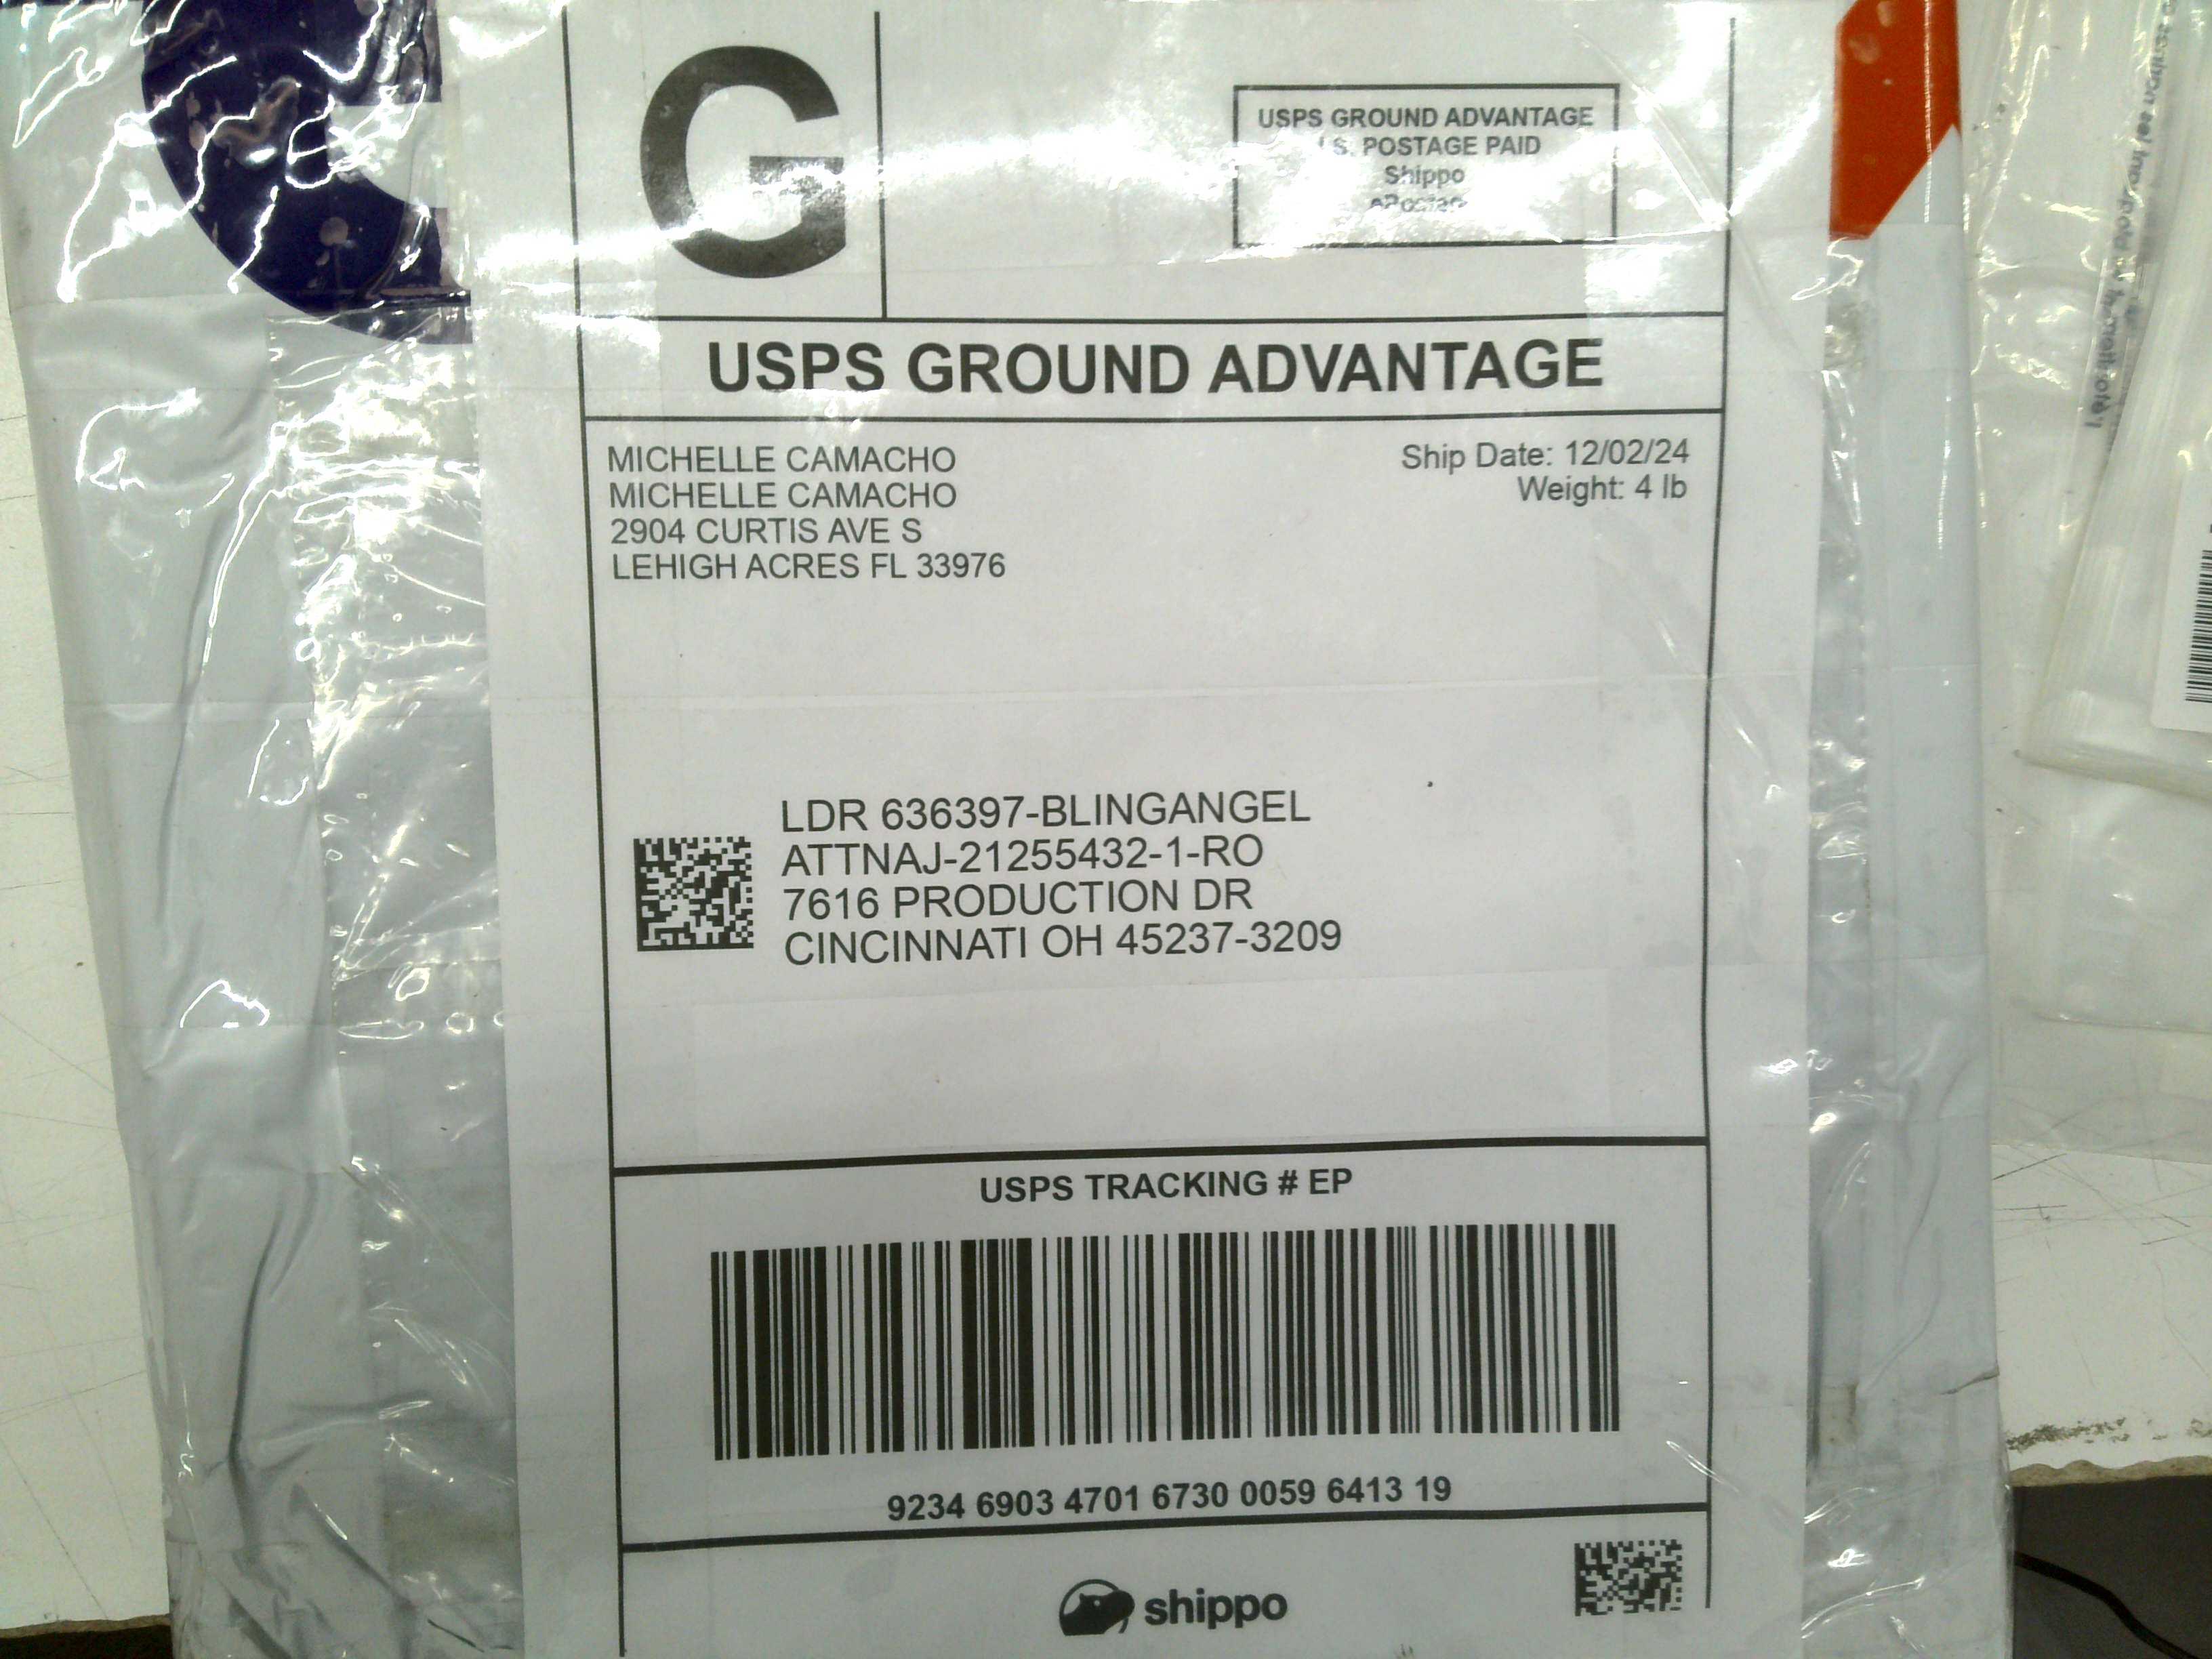 G
USPS GROUND ADVANTAGE
U.S. POSTAGE PAID
Shippo
USPS GROUND ADVANTAGE
MICHELLE CAMACHO
MICHELLE CAMACHO
2904 CURTIS AVE S
LEHIGH ACRES FL 33976
Ship Date: 12/02/24
Weight: 4 lb
LDR 636397-BLINGANGEL
ATTNAJ-21255432-1-RO
7616 PRODUCTION DR
CINCINNATI OH 45237-3209
USPS TRACKING # EP
9234 6903 4701 6730 0059 6413 19
shippo